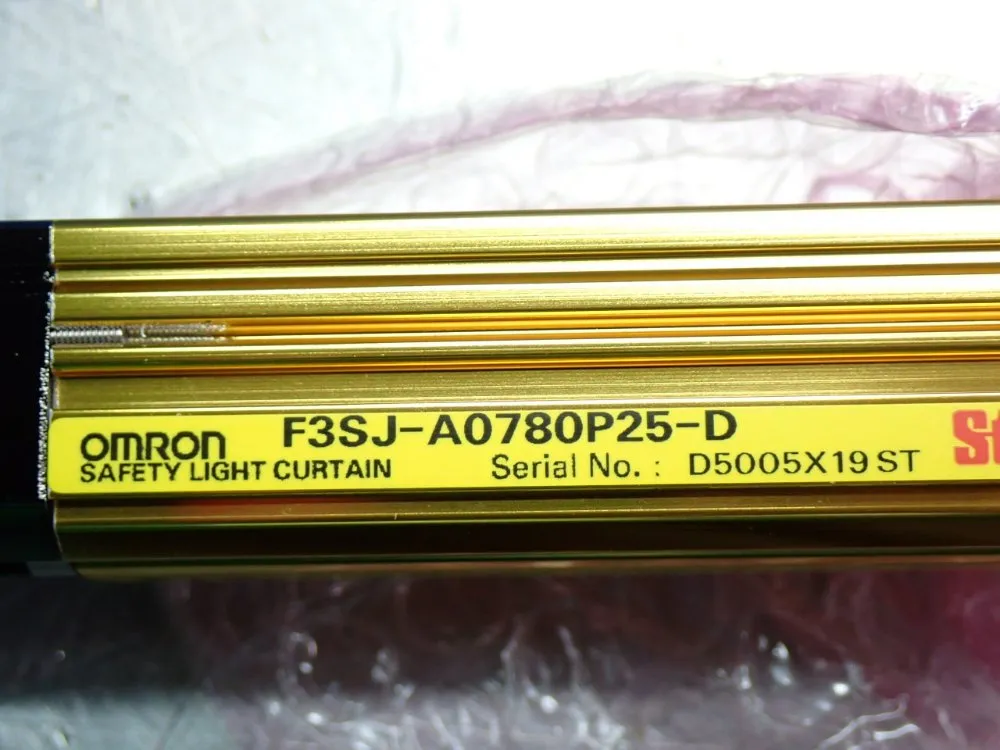 OMRON F3SJ-A0780P25-D
SAFETY LIGHT CURTAIN Serial No. : D5005X19 ST